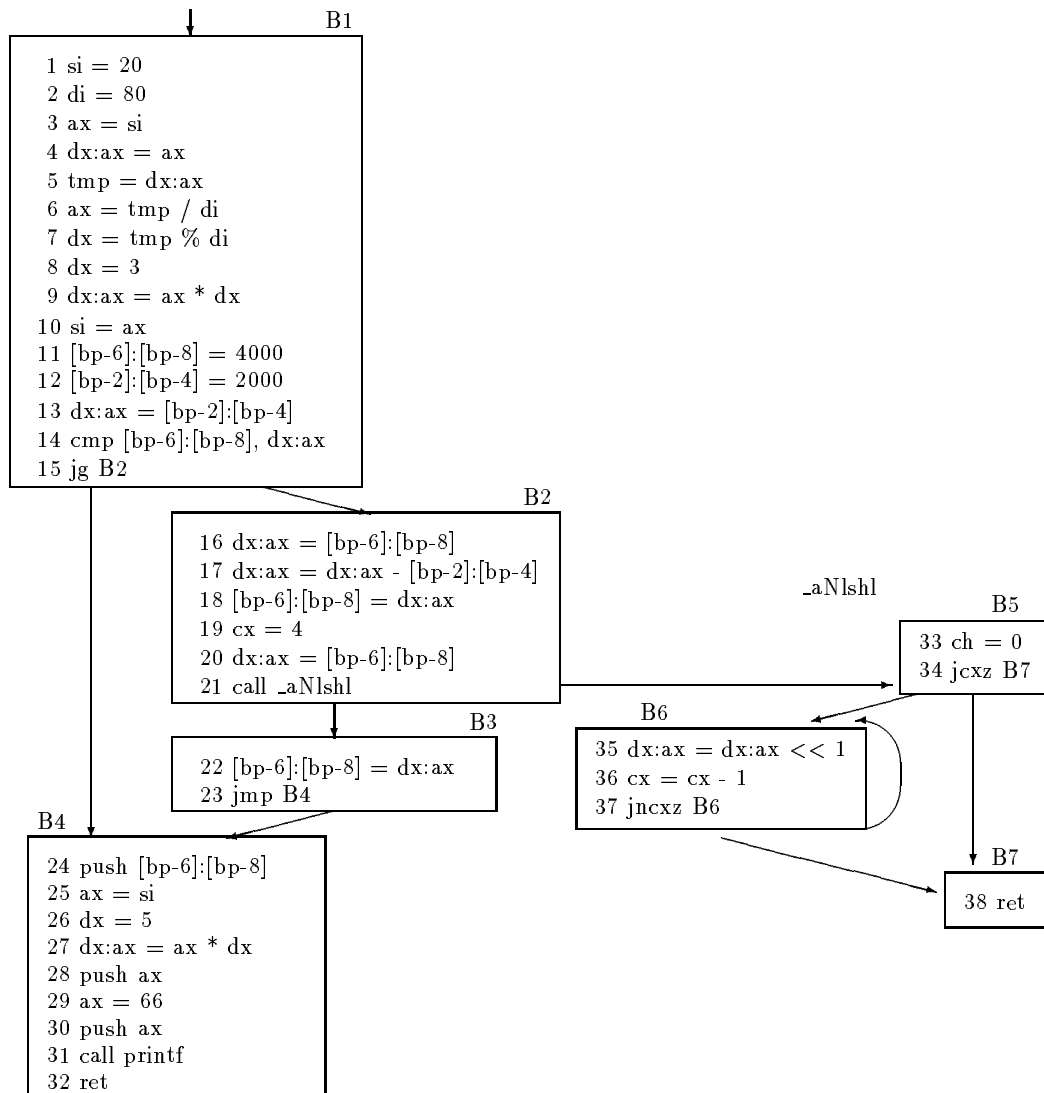 B1
1 si = 20
2 di = 80
3 ax = si
4 dx:ax = ax
5 tmp = dx:ax
6 ax = tmp / di
7 dx = tmp % di
8 dx = 3
9 dx:ax = ax * dx
10 si = ax
11 [bp-6]:[bp-8] = 4000
12 [bp-2]:[bp-4] = 2000
13 dx:ax = [bp-2]:[bp-4]
14 cmp [bp-6]:[bp-8], dx:ax
15 jg B2
B2
16 dx:ax = [bp-6]:[bp-8]
17 dx:ax = dx:ax - [bp-2]:[bp-4]
18 [bp-6]:[bp-8] = dx:ax
19 cx = 4
20 dx:ax = [bp-6]:[bp-8]
21 call _aNlshl
B3
22 [bp-6]:[bp-8] = dx:ax
23 jmp B4
B4
24 push [bp-6]:[bp-8]
25 ax = si
26 dx = 5
27 dx:ax = ax * dx
28 push ax
29 ax = 66
30 push ax
31 call printf
32 ret
_aNlshl
B5
33 ch = 0
34 jcxz B7
B6
35 dx:ax = dx:ax << 1
36 cx = cx - 1
37 jncxz B6
B7
38 ret